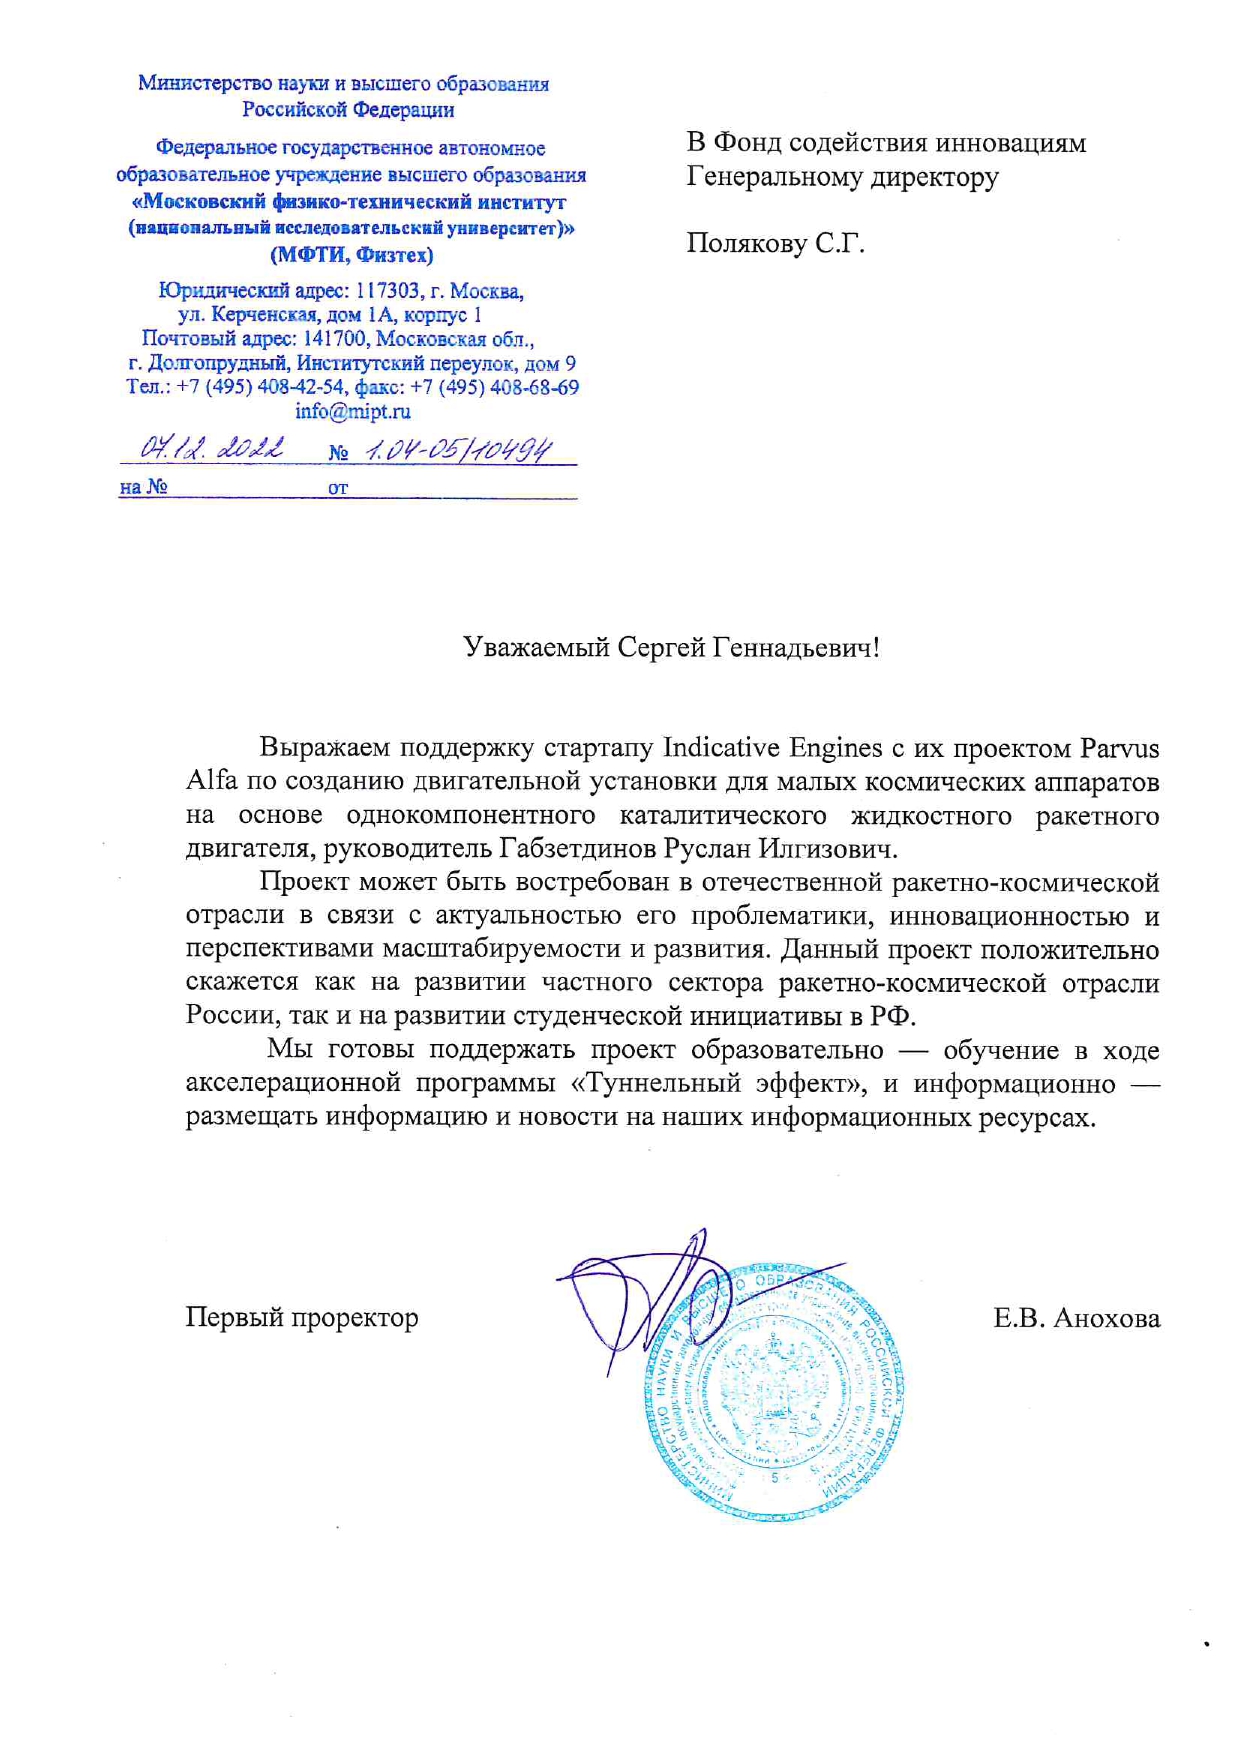 Министерство науки и высшего образования
Российской Федерации
Федеральное государственное автономное
образовательное учреждение высшего образования
«Московский физико-технический институт
(национальный исследовательский университет)»
(МФТИ, Физтех)
Юридический адрес: 117303, г. Москва,
ул. Керченская, дом 1А, корпус 1
Почтовый адрес: 141700, Московская обл.,
г. Долгопрудный, Институтский переулок, дом 9
Тел.: +7 (495) 408-42-54, факс: +7 (495) 408-68-69
info@mipt.ru
07.12.2022 № 1.04-05/10494
на № от
В Фонд содействия инновациям
Генеральному директору
Полякову С.Г.
Уважаемый Сергей Геннадьевич!
Выражаем поддержку стартапу Indicative Engines с их проектом Parvus
Alfa по созданию двигательной установки для малых космических аппаратов
на основе однокомпонентного каталитического жидкостного ракетного
двигателя, руководитель Габзетдинов Руслан Илгизович.
Проект может быть востребован в отечественной ракетно-космической
отрасли в связи с актуальностью его проблематики, инновационностью и
перспективами масштабируемости и развития. Данный проект положительно
скажется как на развитии частного сектора ракетно-космической отрасли
России, так и на развитии студенческой инициативы в РФ.
Мы готовы поддержать проект образовательно — обучение в ходе
акселерационной программы «Туннельный эффект», и информационно —
размещать информацию и новости на наших информационных ресурсах.
Первый проректор
Е.В. Анохова
МИНИСТЕРСТВО НАУКИ И ВЫСШЕГО ОБРАЗОВАНИЯ РОССИЙСКОЙ ФЕДЕРАЦИИ
5